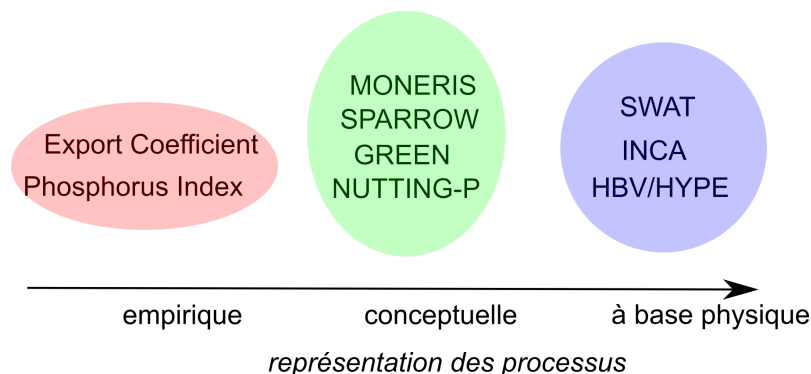 Export Coefficient
Phosphorus Index
MONERIS
SPARROW
GREEN
NUTTING-P
SWAT
INCA
HBV/HYPE
empirique
conceptuelle
à base physique
représentation des processus